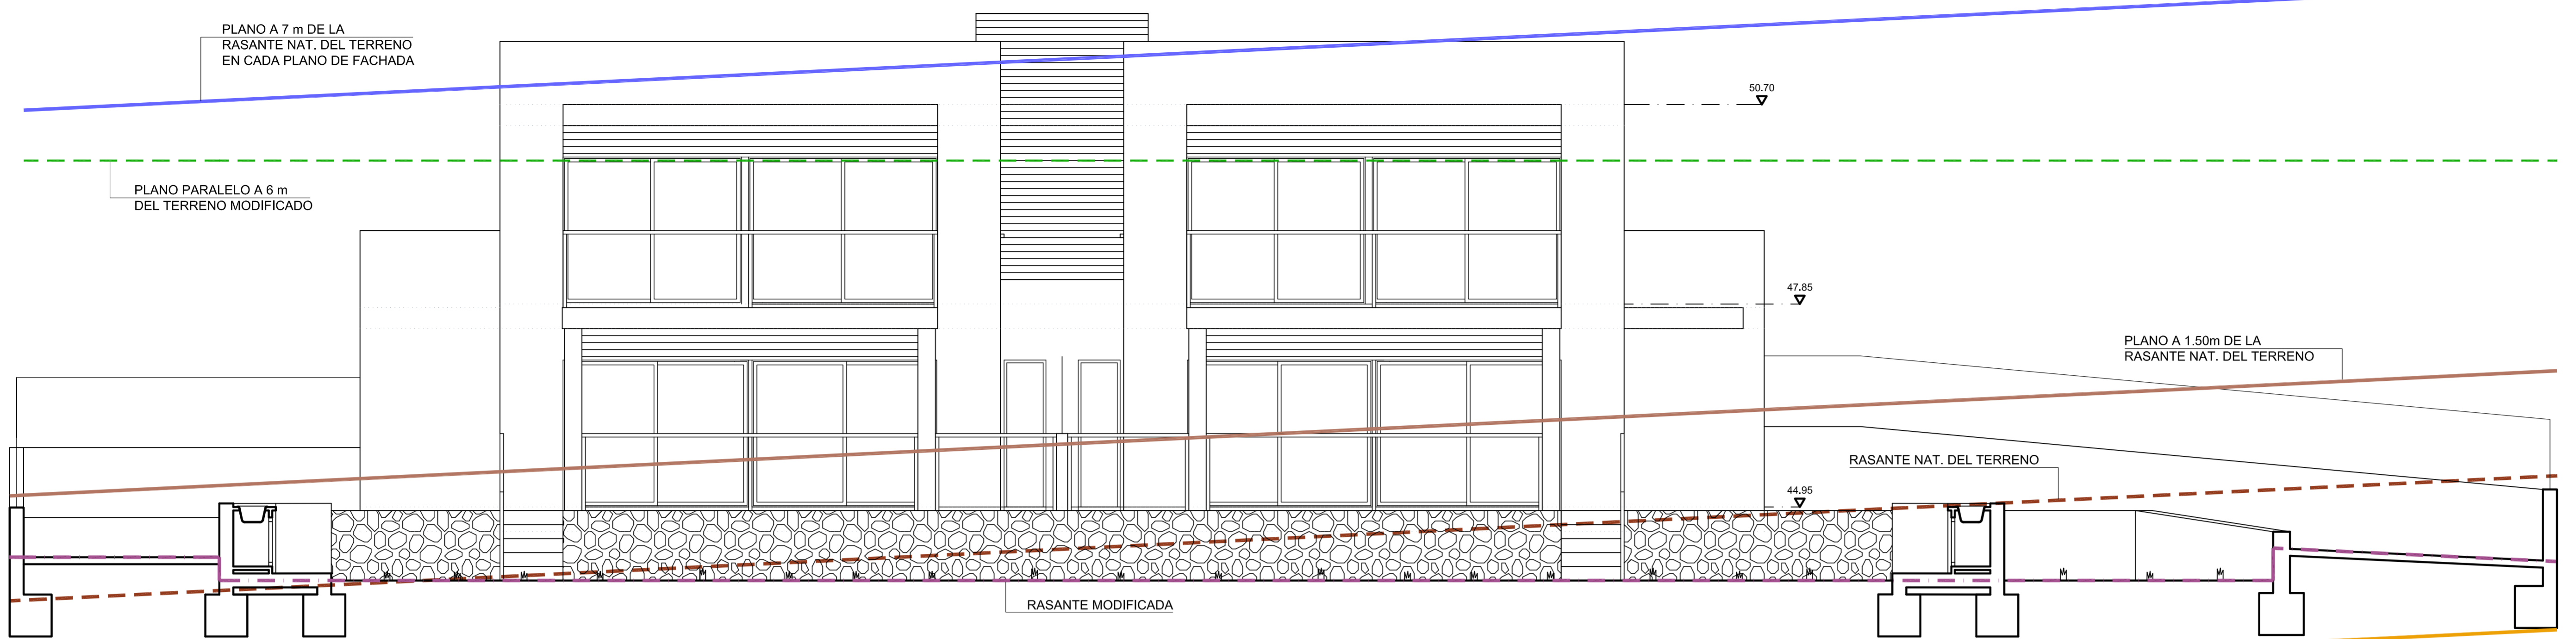 PLANO A 7 m DE LA
RASANTE NAT. DEL TERRENO
EN CADA PLANO DE FACHADA
50.70
PLANO PARALELO A 6 m
DEL TERRENO MODIFICADO
47.85
PLANO A 1.50m DE LA
RASANTE NAT. DEL TERRENO
RASANTE NAT. DEL TERRENO
44.95
RASANTE MODIFICADA